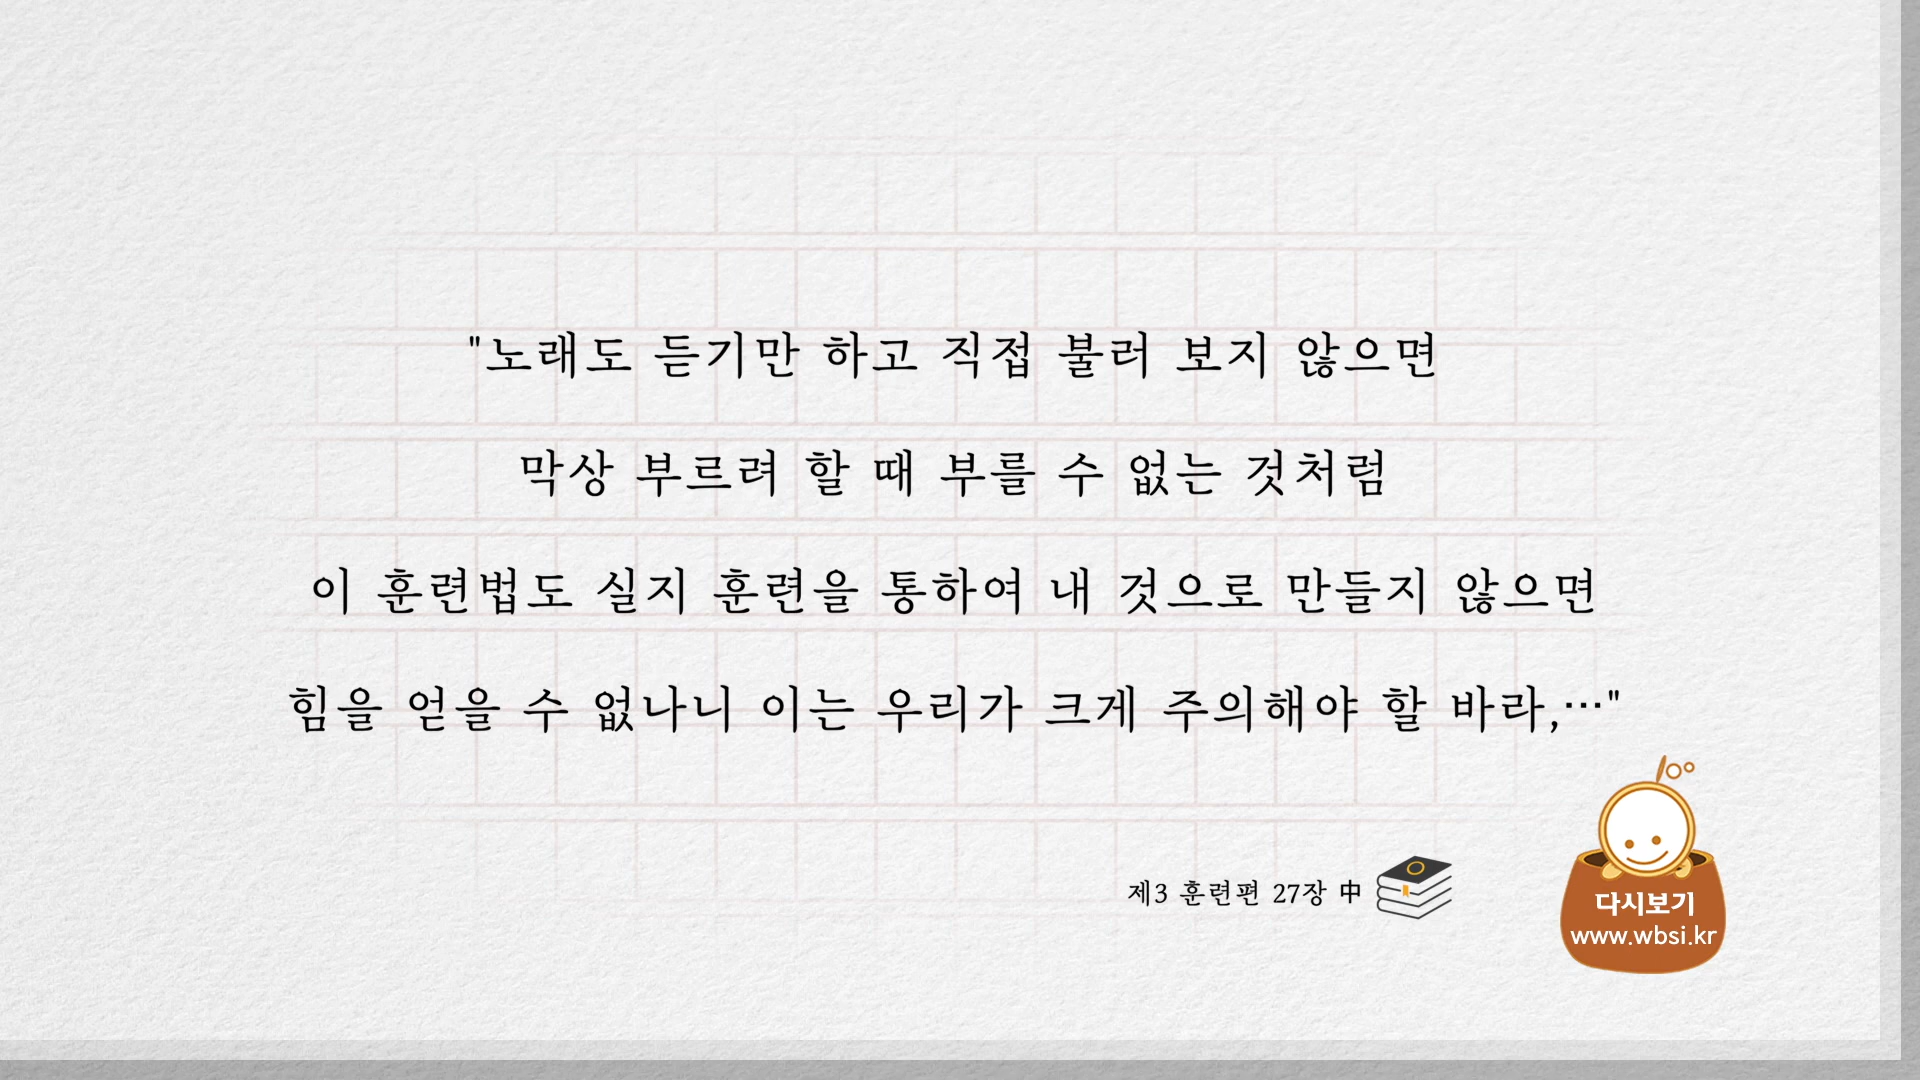 "노래도 듣기만 하고 직접 불러 보지 않으면
막상 부르려 할 때 부를 수 없는 것처럼
이 훈련법도 실지 훈련을 통하여 내 것으로 만들지 않으면
힘을 얻을 수 없나니 이는 우리가 크게 주의해야 할 바라,…"
제3 훈련편 27장 中
다시보기
www.wbsi.kr